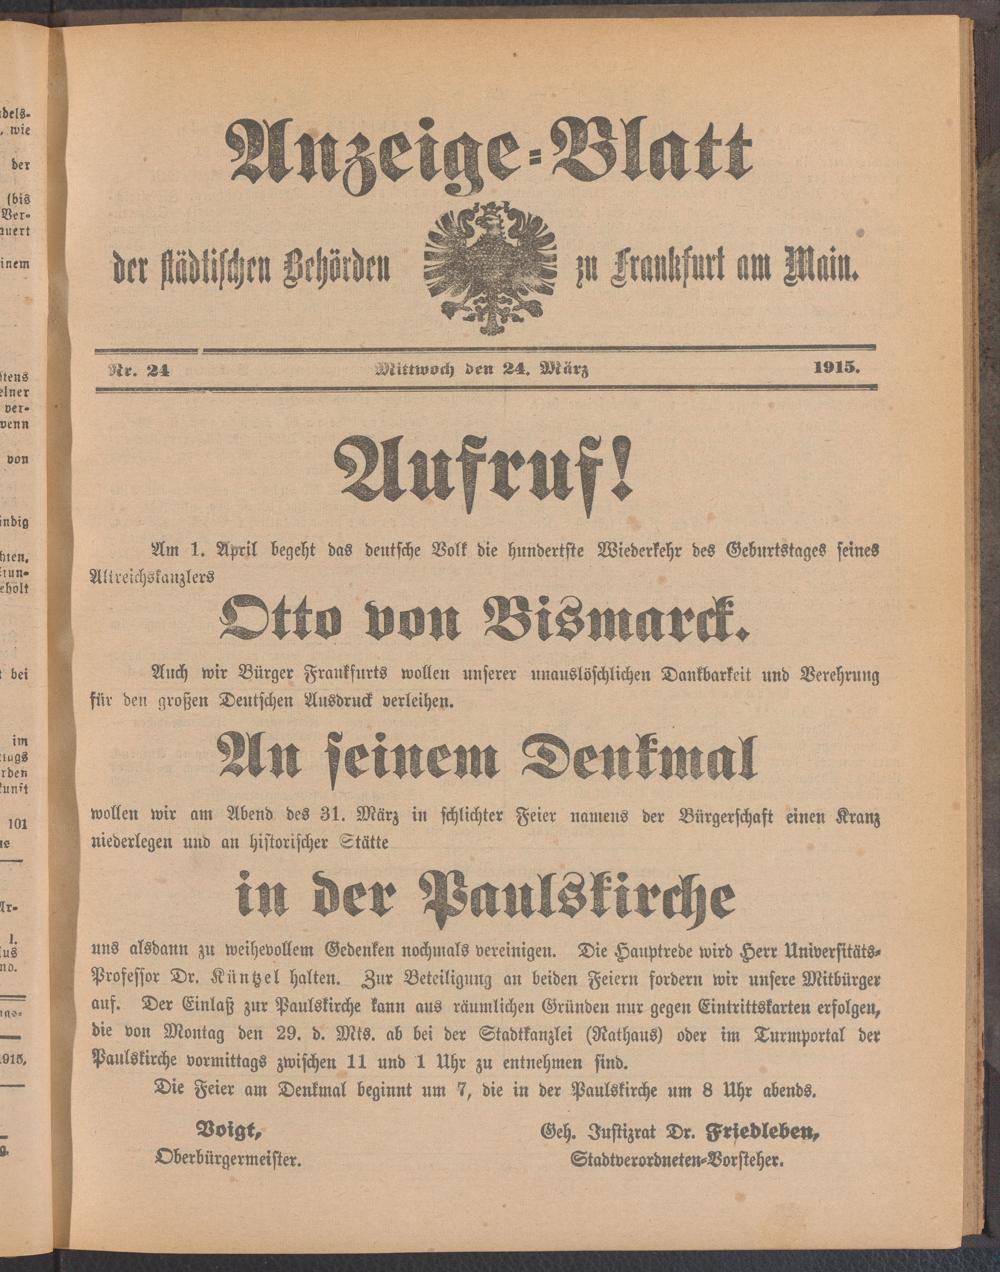 Anzeige-Blatt
der städtischen Behörden zu Frankfurt am Main.
Nr. 24 Mittwoch den 24. März 1915.
Aufruf!
Am 1. April begeht das deutsche Volk die hundertste Wiederkehr des Geburtstages seines
Altreichskanzlers
Otto von Bismarck.
Auch wir Bürger Frankfurts wollen unserer unauslöschlichen Dankbarkeit und Verehrung
für den großen Deutschen Ausdruck verleihen.
An seinem Denkmal
wollen wir am Abend des 31. März in schlichter Feier namens der Bürgerschaft einen Kranz
niederlegen und an historischer Stätte
in der Paulskirche
uns alsdann zu weihevollem Gedenken nochmals vereinigen. Die Hauptrede wird Herr Universitäts-
Professor Dr. Küntzel halten. Zur Beteiligung an beiden Feiern fordern wir unsere Mitbürger
auf. Der Einlaß zur Paulskirche kann aus räumlichen Gründen nur gegen Eintrittskarten erfolgen,
die von Montag den 29. d. Mts. ab bei der Stadtkanzlei (Rathaus) oder im Turmportal der
Paulskirche vormittags zwischen 11 und 1 Uhr zu entnehmen sind.
Die Feier am Denkmal beginnt um 7, die in der Paulskirche um 8 Uhr abends.
Voigt, Geh. Justizrat Dr. Friedleben,
Oberbürgermeister. Stadtverordneten-Vorsteher.